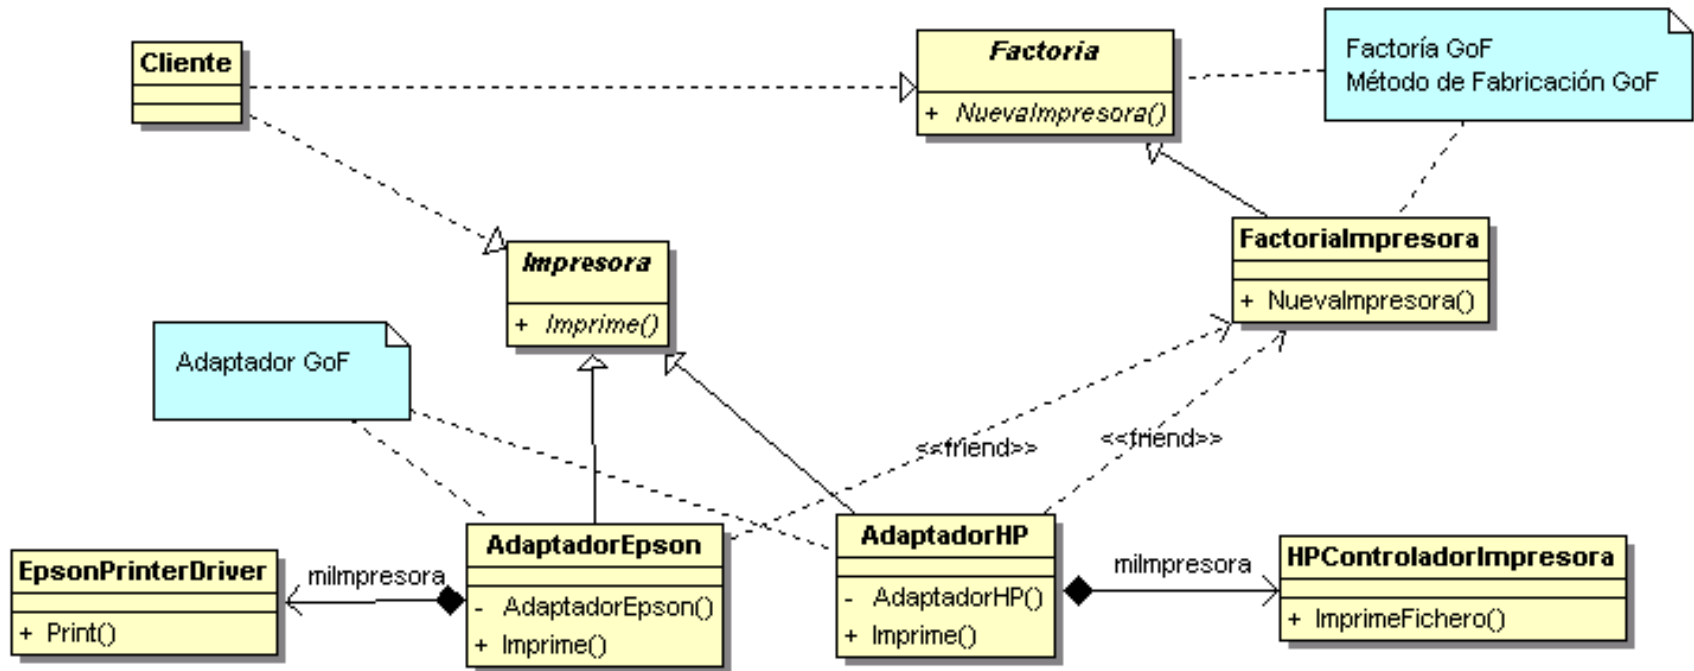 Cliente
Factoria
+ NuevaImpresora()
Factoría GoF
Método de Fabricación GoF
Impresora
+ Imprime()
FactoriaImpresora
+ NuevaImpresora()
Adaptador GoF
<<friend>>
<<friend>>
EpsonPrinterDriver
+ Print()
miImpresora
AdaptadorEpson
- AdaptadorEpson()
+ Imprime()
AdaptadorHP
- AdaptadorHP()
+ Imprime()
miImpresora
HPControladorImpresora
+ ImprimeFichero()